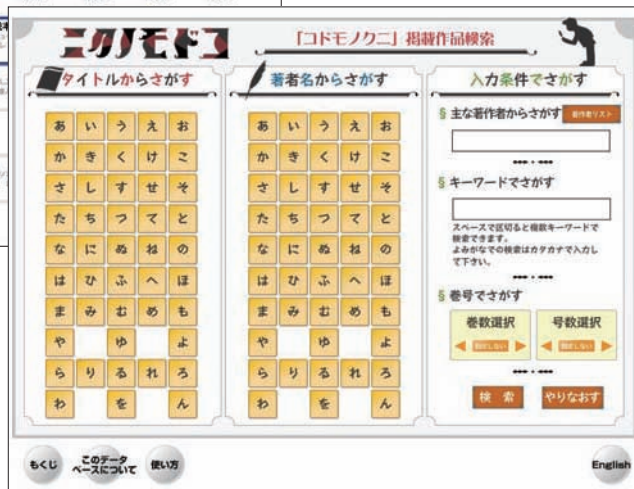 ニクノモドコ
「コドモノクニ」掲載作品検索
タイトルからさがす
あ い う え お
か き く け こ
さ し す せ そ
た ち つ て と
な に ぬ ね の
は ひ ふ へ ほ
ま み む め も
や ゆ よ
ら り る れ ろ
わ を ん
著者名からさがす
あ い う え お
か き く け こ
さ し す せ そ
た ち つ て と
な に ぬ ね の
は ひ ふ へ ほ
ま み む め も
や ゆ よ
ら り る れ ろ
わ を ん
入力条件でさがす
§ 主な著作者からさがす 著作者リスト
§ キーワードでさがす
スペースで区切ると複数キーワードで
検索できます。
よみがなでの検索はカタカナで入力し
て下さい。
§ 巻号でさがす
巻数選択 号数選択
指定しない 指定しない
検 索 やりなおす
もくじ
このデータ
ベースについて
使い方
English